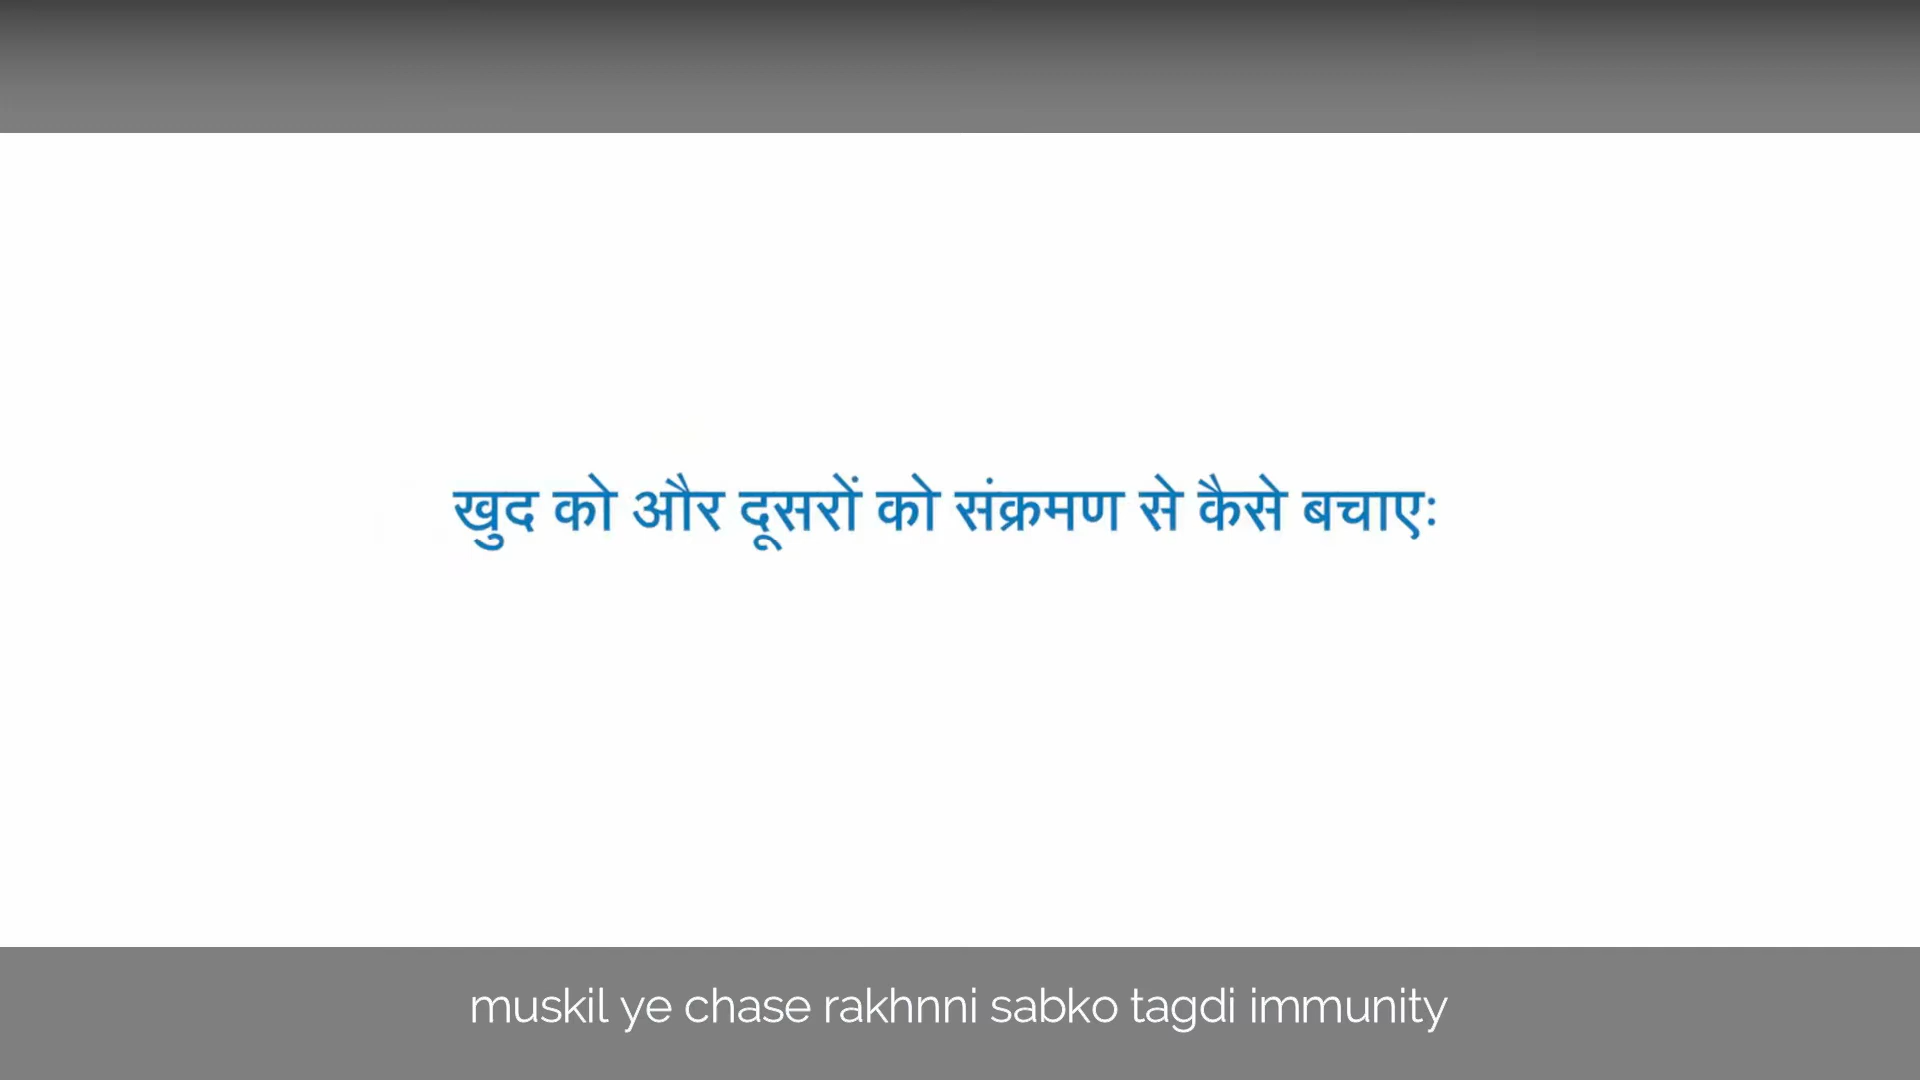 खुद को और दूसरों को संक्रमण से कैसे बचाएः
muskil ye chase rakhnni sabko tagdi immunity